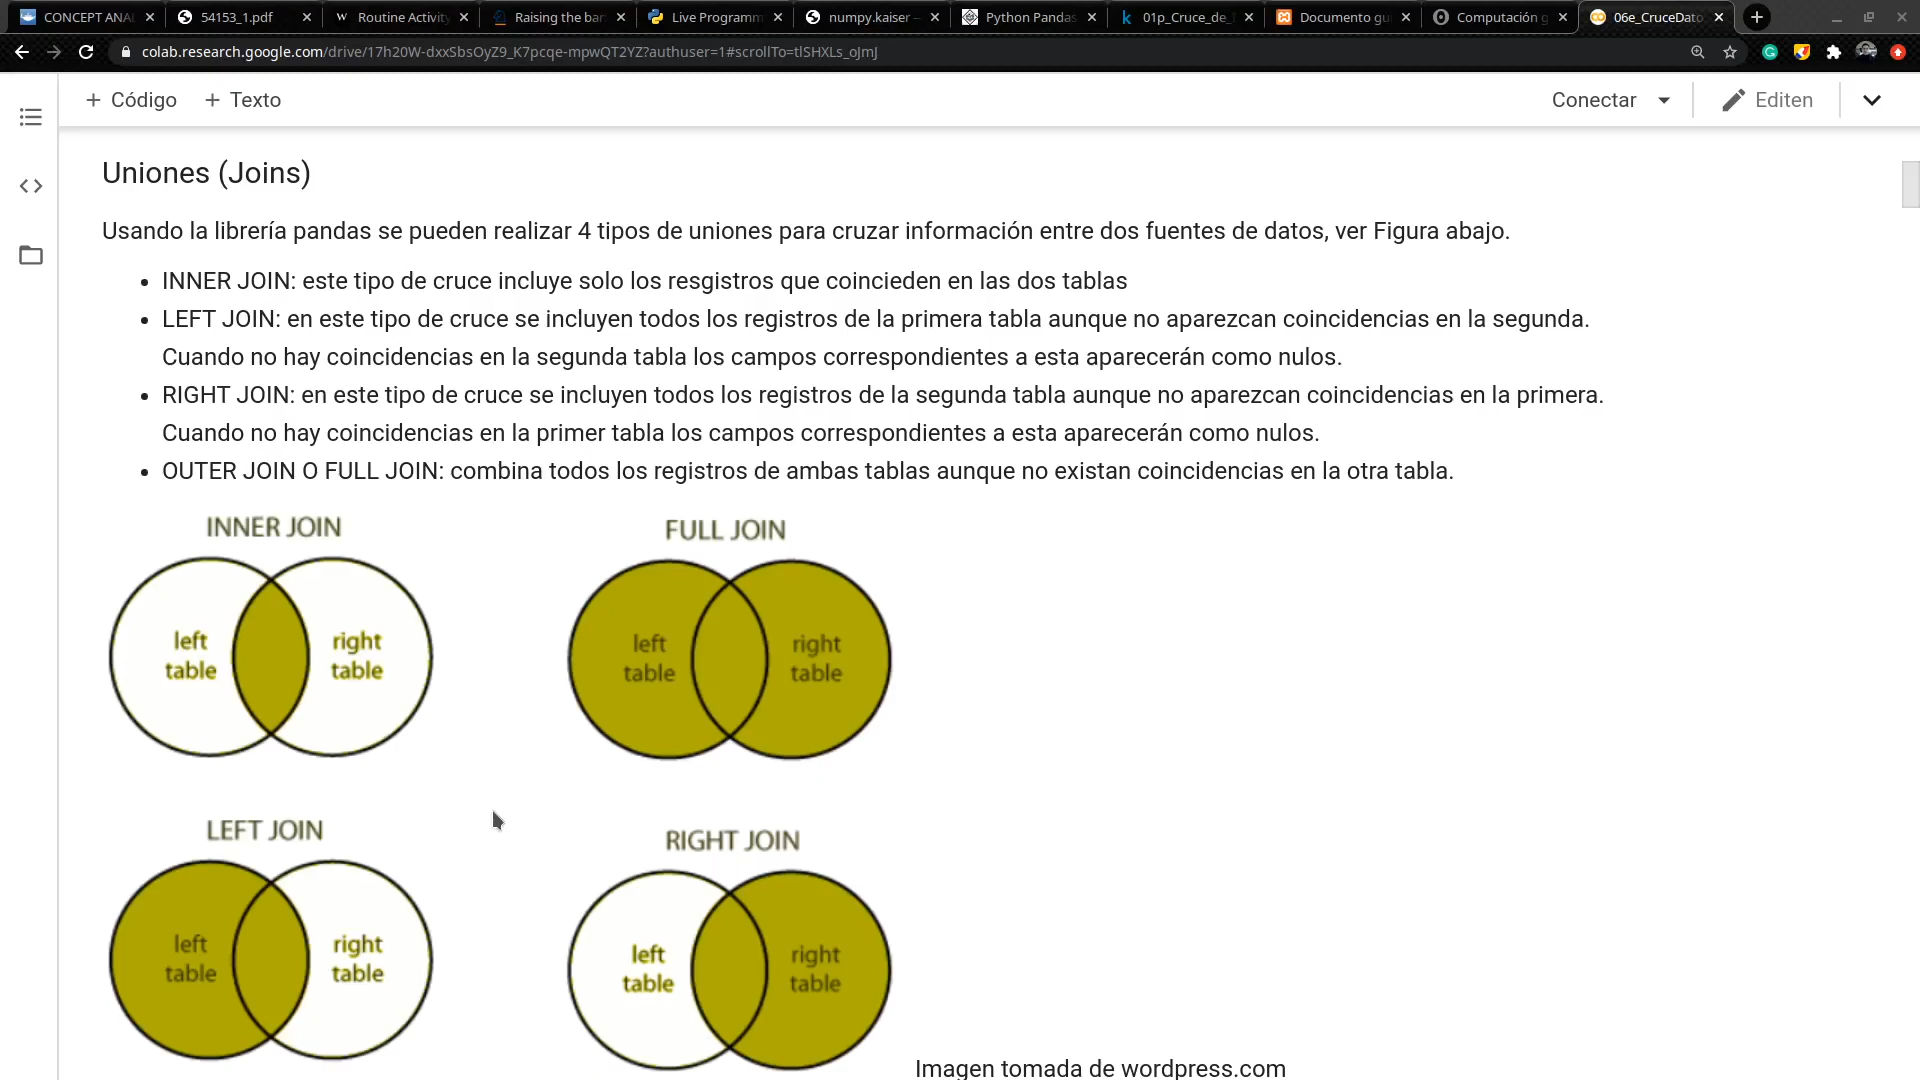 CONCEPT ANAL
54153_1.pdf
Routine Activity
Raising the bar
Live Programm
numpy.kaiser
Python Pandas
01p_Cruce_de_
Documento gu
Computación g
06e_CruceDato
colab.research.google.com/drive/17h20W-dxxSbsOyZ9_K7pcqe-mpwQT2YZ?authuser=1#scrollTo=tlSHXLs_oJmJ
+ Código + Texto
Conectar
Editen
Uniones (Joins)
Usando la librería pandas se pueden realizar 4 tipos de uniones para cruzar información entre dos fuentes de datos, ver Figura abajo.
• INNER JOIN: este tipo de cruce incluye solo los resgistros que coincieden en las dos tablas
• LEFT JOIN: en este tipo de cruce se incluyen todos los registros de la primera tabla aunque no aparezcan coincidencias en la segunda.
Cuando no hay coincidencias en la segunda tabla los campos correspondientes a esta aparecerán como nulos.
• RIGHT JOIN: en este tipo de cruce se incluyen todos los registros de la segunda tabla aunque no aparezcan coincidencias en la primera.
Cuando no hay coincidencias en la primer tabla los campos correspondientes a esta aparecerán como nulos.
• OUTER JOIN O FULL JOIN: combina todos los registros de ambas tablas aunque no existan coincidencias en la otra tabla.
INNER JOIN
left
table
right
table
FULL JOIN
left
table
right
table
LEFT JOIN
left
table
right
table
RIGHT JOIN
left
table
right
table
Imagen tomada de wordpress.com